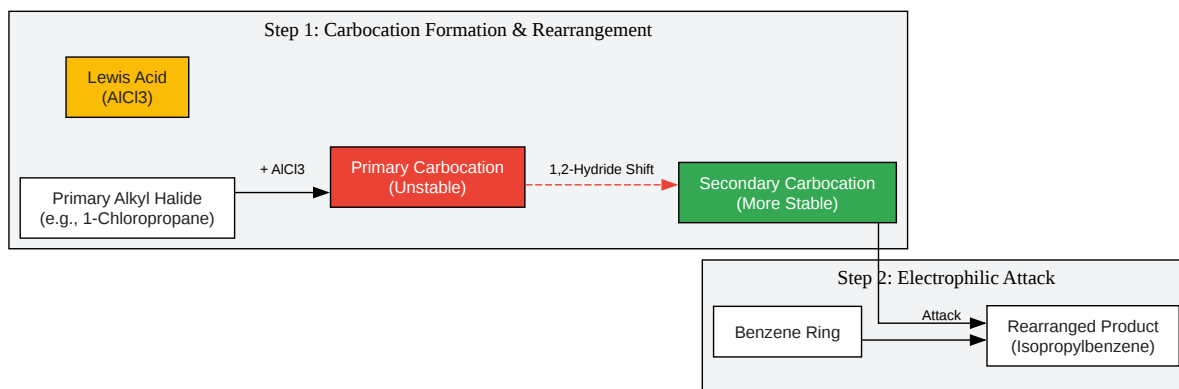 Step 1: Carbocation Formation & Rearrangement
Lewis Acid
(AlCl3)
Primary Alkyl Halide
(e.g., 1-Chloropropane)
+ AlCl3
Primary Carbocation
(Unstable)
1,2-Hydride Shift
Secondary Carbocation
(More Stable)
Step 2: Electrophilic Attack
Benzene Ring
Attack
Rearranged Product
(Isopropylbenzene)